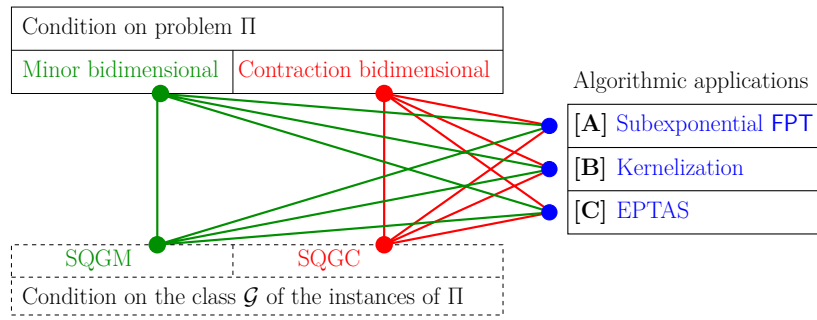 Condition on problem Π
Minor bidimensional Contraction bidimensional
Algorithmic applications
[A] Subexponential FPT
[B] Kernelization
[C] EPTAS
SQGM SQGC
Condition on the class 𝓖 of the instances of Π